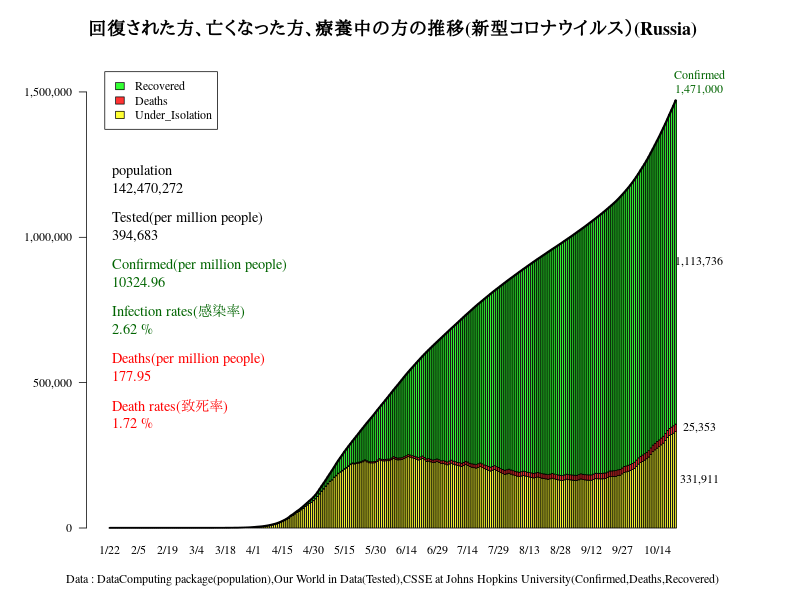 回復された方、亡くなった方、療養中の方の推移(新型コロナウイルス)(Russia)
Confirmed
1,471,000
1,500,000
Recovered
Deaths
Under_Isolation
population
142,470,272
Tested(per million people)
394,683
1,000,000
Confirmed(per million people)
10324.96
1,113,736
Infection rates(感染率)
2.62 %
Deaths(per million people)
177.95
500,000
Death rates(致死率)
1.72 %
25,353
331,911
0
1/22 2/5 2/19 3/4 3/18 4/1 4/15 4/30 5/15 5/30 6/14 6/29 7/14 7/29 8/13 8/28 9/12 9/27 10/14
Data : DataComputing package(population),Our World in Data(Tested),CSSE at Johns Hopkins University(Confirmed,Deaths,Recovered)